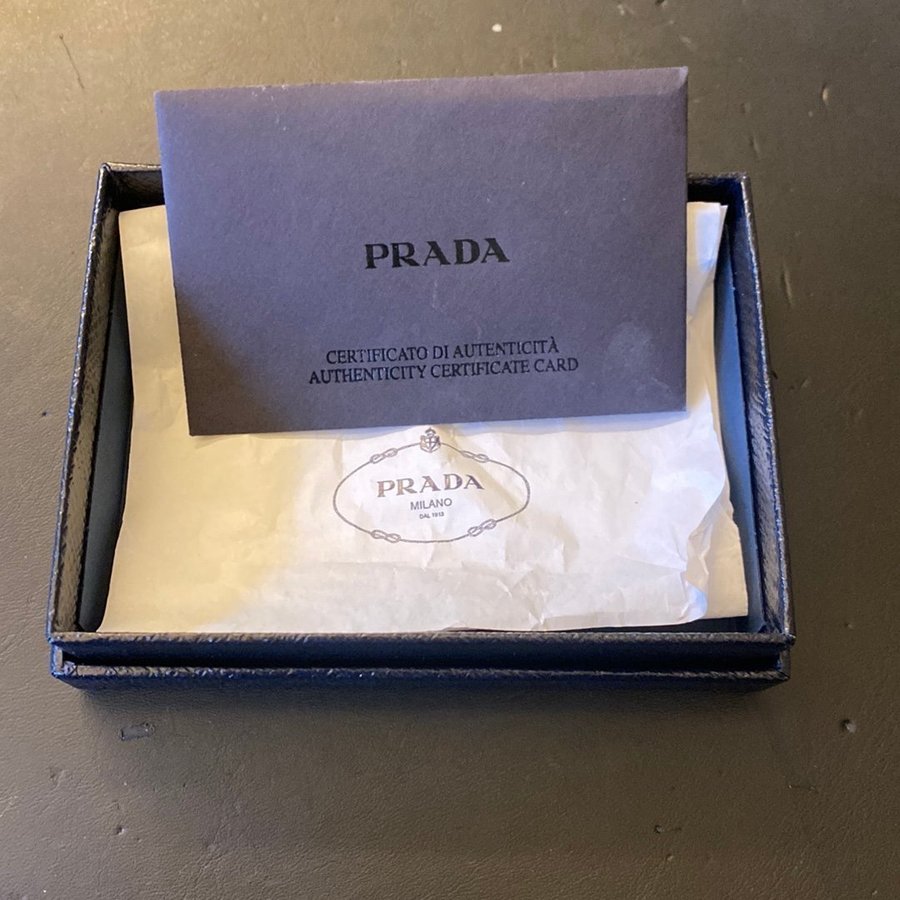 PRADA
CERTIFICATO DI AUTENTICITÀ
AUTHENTICITY CERTIFICATE CARD
PRADA
MILANO
DAL 1913